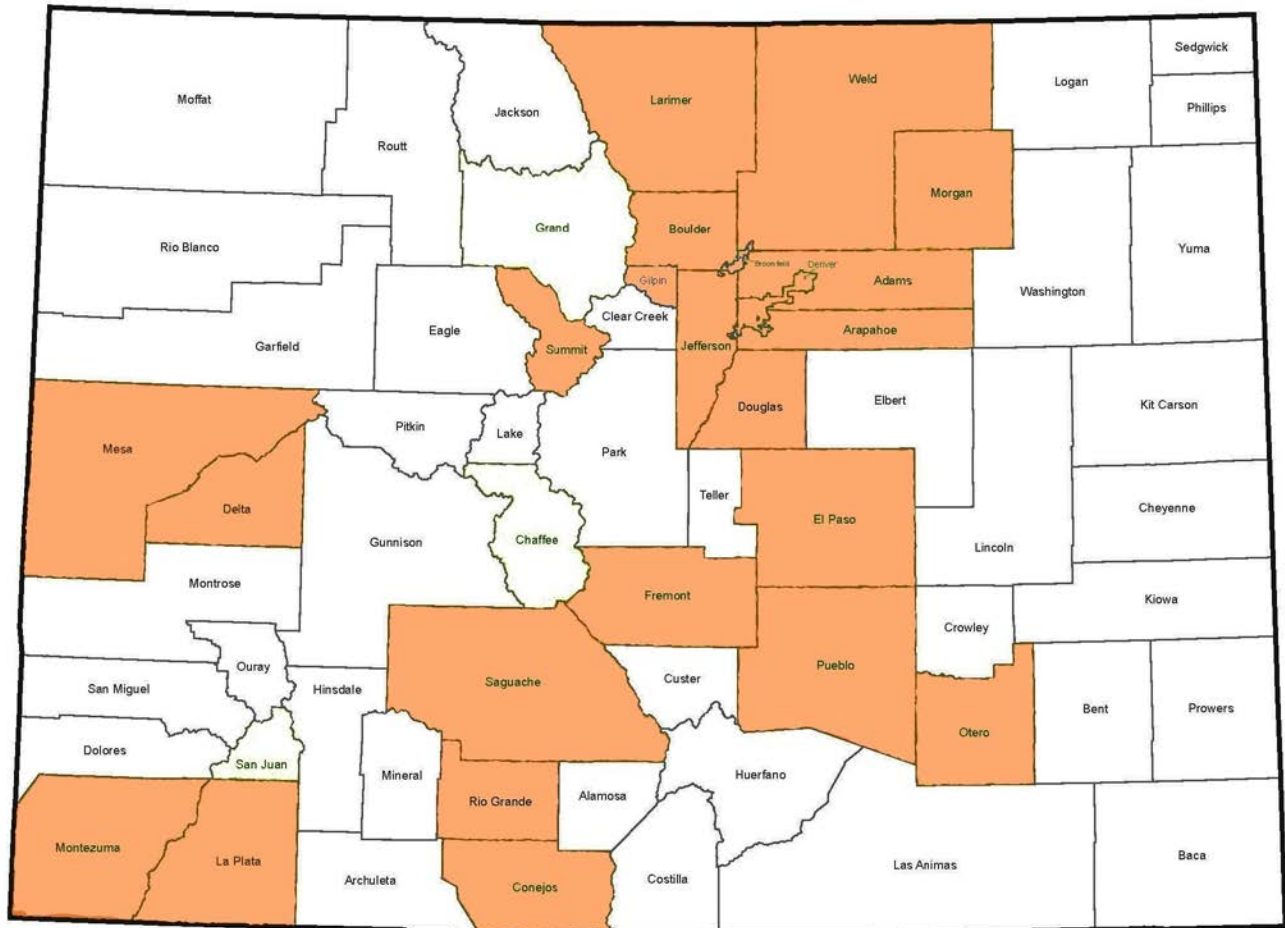 Sedgwick
Moffat
Larimer
Weld
Logan
Jackson
Phillips
Routt
Morgan
Grand
Boulder
Rio Blanco
Yuma
Broomfield
Denver
Gilpin
Adams
Washington
Clear Creek
Eagle
Arapahoe
Garfield
Summit
Jefferson
Elbert
Kit Carson
Douglas
Pitkin
Lake
Mesa
Park
Teller
Cheyenne
Delta
El Paso
Chaffee
Gunnison
Lincoln
Montrose
Fremont
Kiowa
Crowley
Ouray
Pueblo
Custer
Saguache
San Miguel
Hinsdale
Bent
Prowers
Otero
Dolores
San Juan
Mineral
Huerfano
Alamosa
Rio Grande
Montezuma
La Plata
Baca
Las Animas
Archuleta
Costilla
Conejos